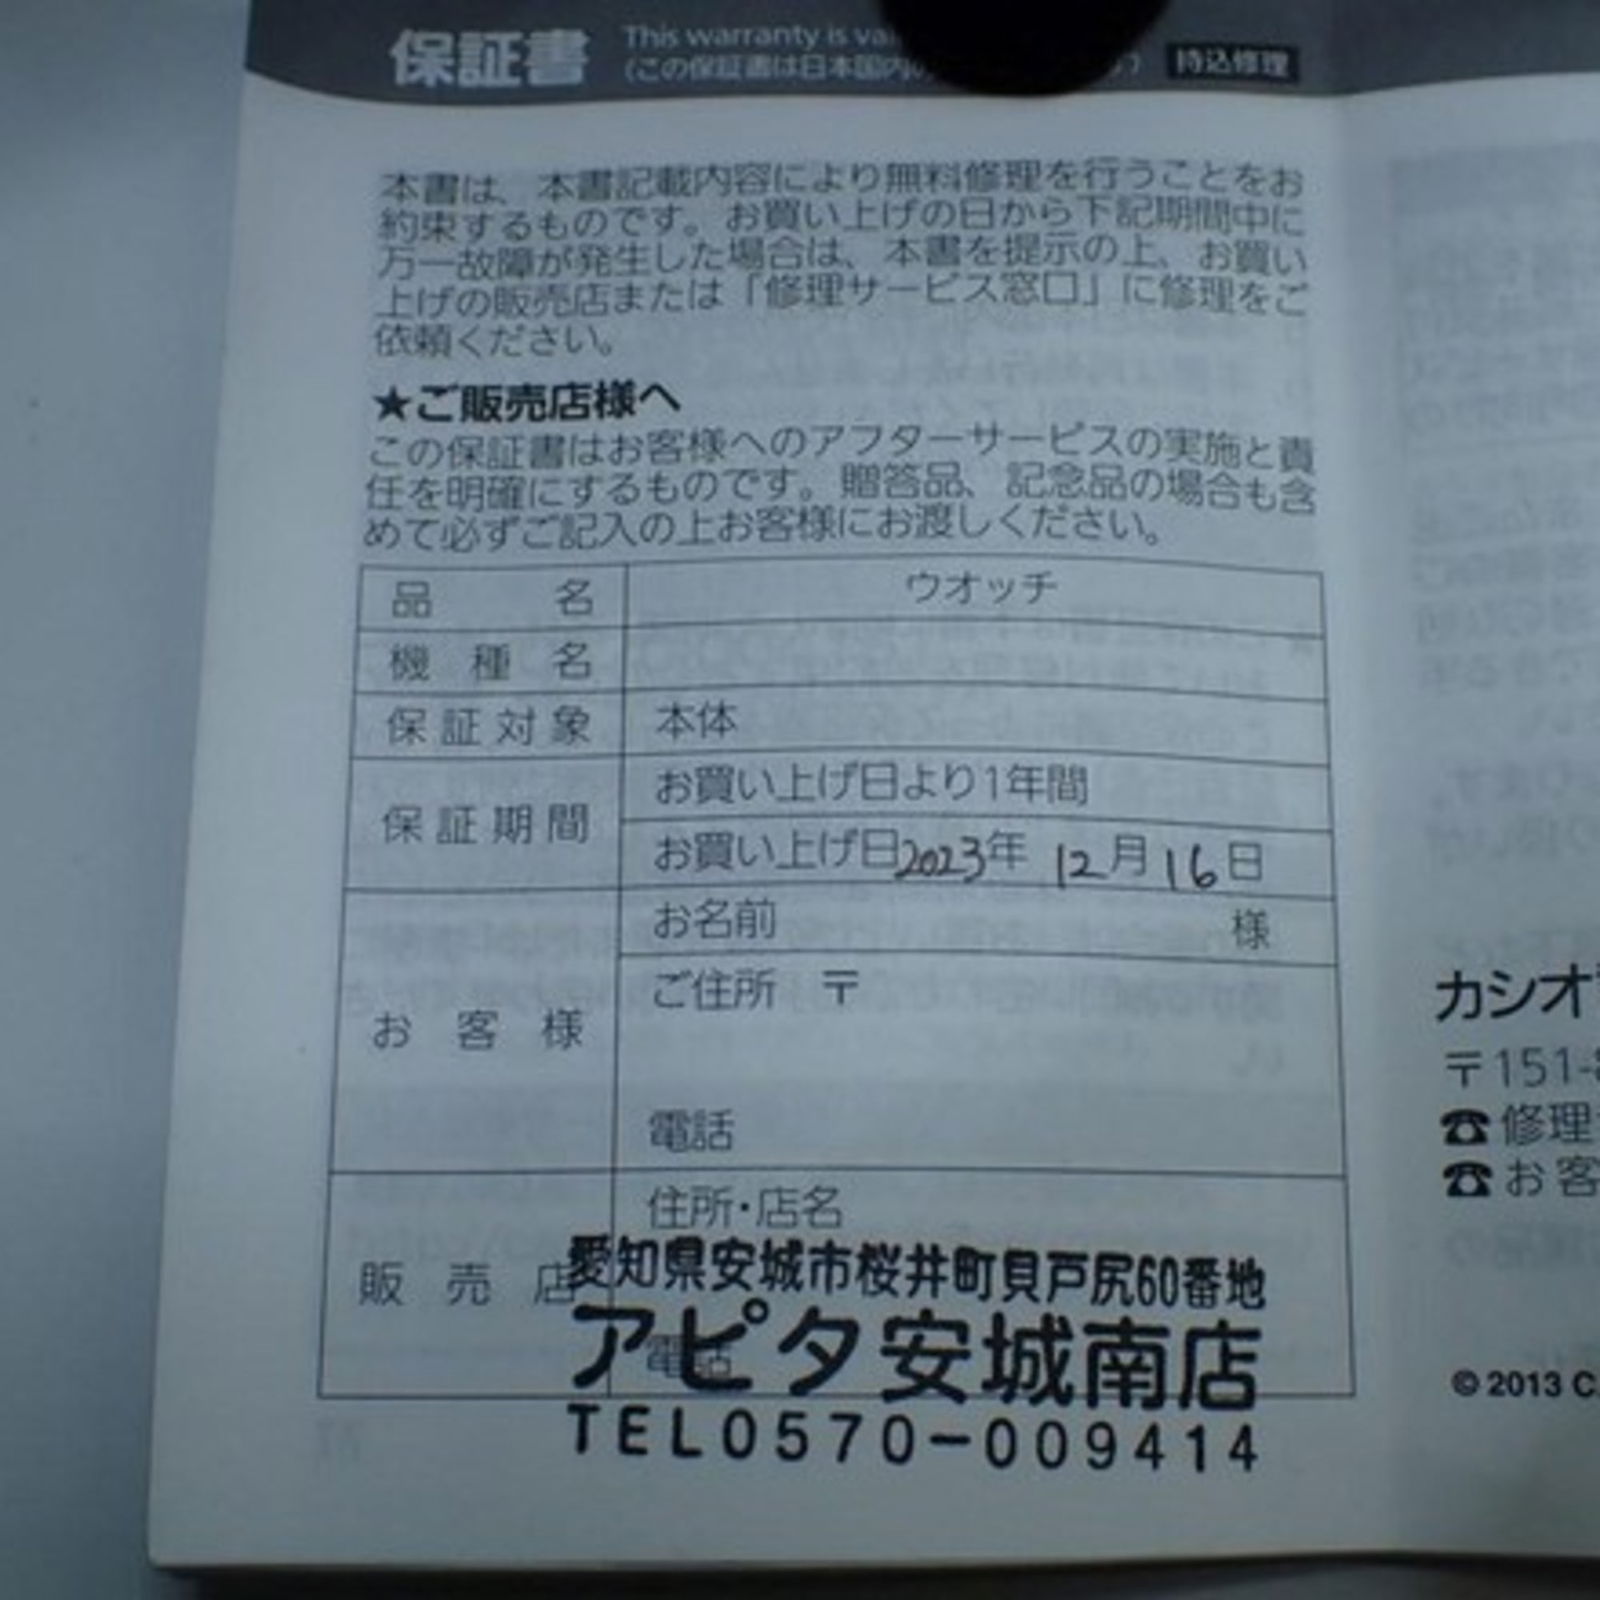 保証書
This warranty is va
(この保証書は日本国内の
持込修理
本書は、本書記載内容により無料修理を行うことをお
約束するものです。お買い上げの日から下記期間中に
万一故障が発生した場合は、本書を提示の上、お買い
上げの販売店または「修理サービス窓口」に修理をご
依頼ください。
★ご販売店様へ
この保証書はお客様へのアフターサービスの実施と責
任を明確にするものです。贈答品、記念品の場合も含
めて必ずご記入の上お客様にお渡しください。
品名 ウオッチ
機種名
保証対象 本体
保証期間 お買い上げ日より1年間
お買い上げ日2023年 12月16日
お客様 お名前 様
ご住所 〒
電話
販売店 住所・店名
愛知県安城市桜井町貝戸尻60番地
電話
アピタ安城南店
TEL0570-009414
カシオ
〒151-8
☎修理
☎お客
© 2013 C